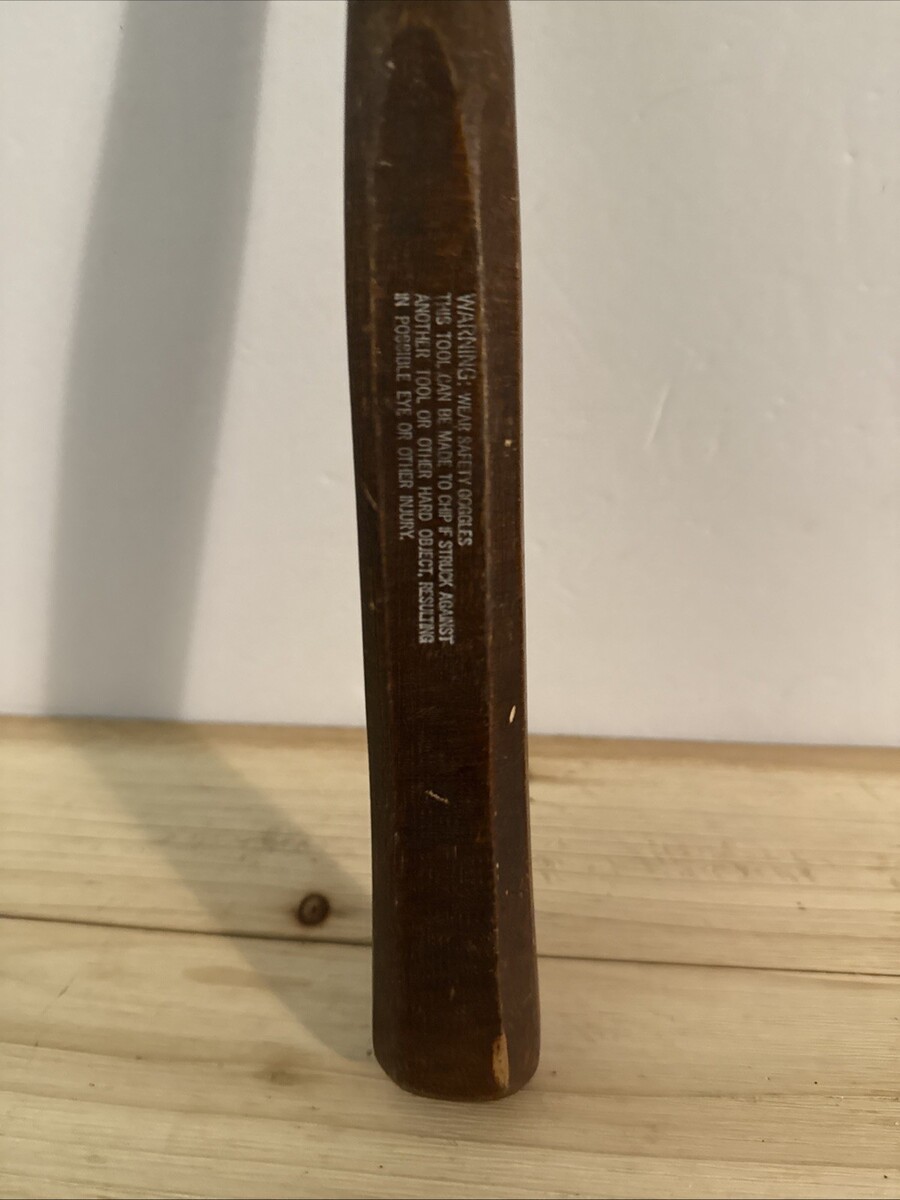 WARNING: WEAR SAFETY GOGGLES
THIS TOOL CAN BE MADE TO CHIP IF STRUCK AGAINST
ANOTHER TOOL OR OTHER HARD OBJECT, RESULTING
IN POSSIBLE EYE OR OTHER INJURY.